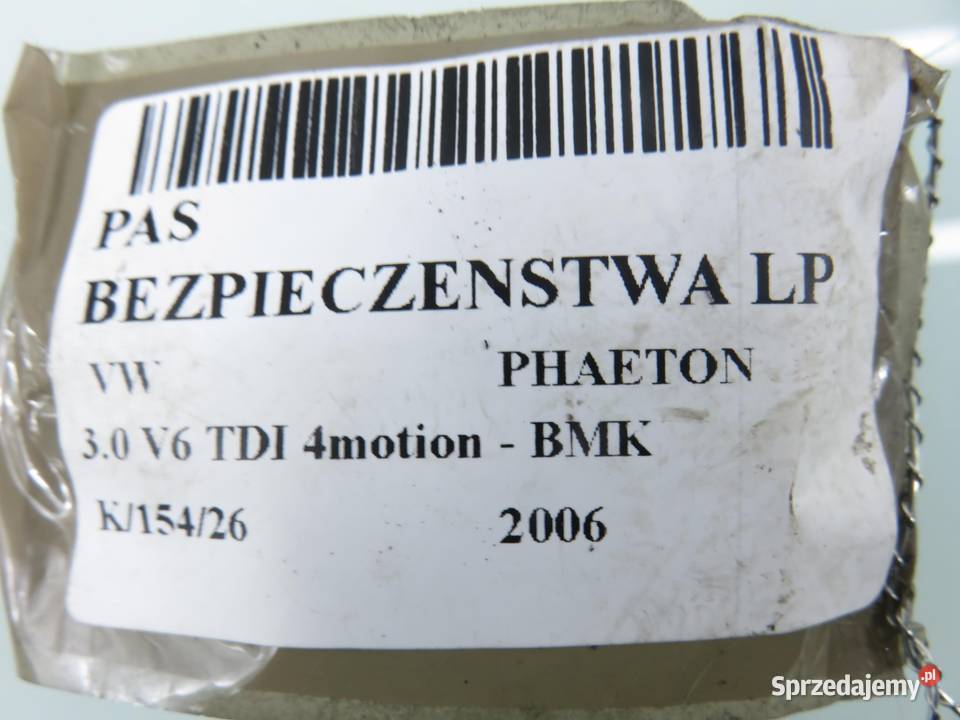 PAS
BEZPIECZENSTWA LP
VW PHAETON
3.0 V6 TDI 4motion - BMK
K/154/26 2006
Sprzedajemy.pl